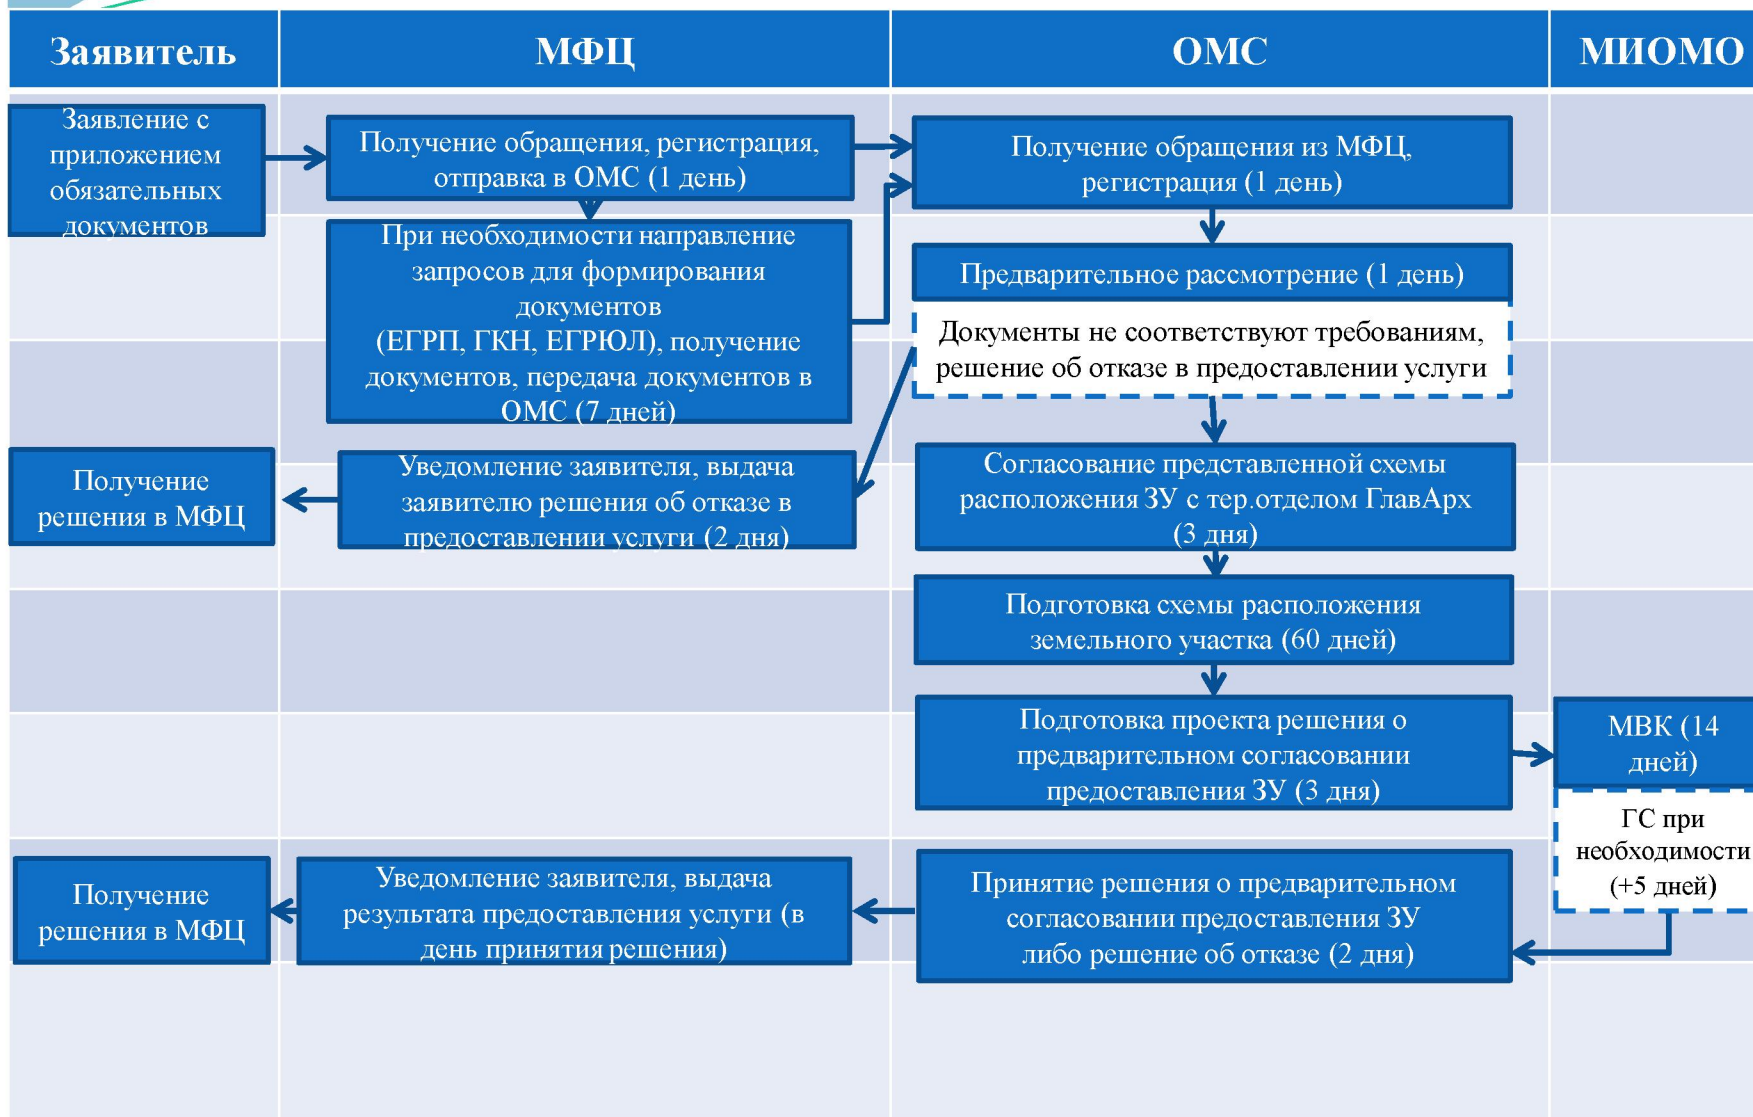 Заявитель
МФЦ
ОМС
МИОМО
Заявление с
приложением
обязательных
документов
Получение обращения, регистрация,
отправка в ОМС (1 день)
Получение обращения из МФЦ,
регистрация (1 день)
При необходимости направление
запросов для формирования
документов
(ЕГРП, ГКН, ЕГРЮЛ), получение
документов, передача документов в
ОМС (7 дней)
Предварительное рассмотрение (1 день)
Документы не соответствуют требованиям,
решение об отказе в предоставлении услуги
Получение
решения в МФЦ
Уведомление заявителя, выдача
заявителю решения об отказе в
предоставлении услуги (2 дня)
Согласование представленной схемы
расположения ЗУ с тер.отделом ГлавАрх
(3 дня)
Подготовка схемы расположения
земельного участка (60 дней)
Подготовка проекта решения о
предварительном согласовании
предоставления ЗУ (3 дня)
МВК (14
дней)
ГС при
необходимости
(+5 дней)
Получение
решения в МФЦ
Уведомление заявителя, выдача
результата предоставления услуги (в
день принятия решения)
Принятие решения о предварительном
согласовании предоставления ЗУ
либо решение об отказе (2 дня)